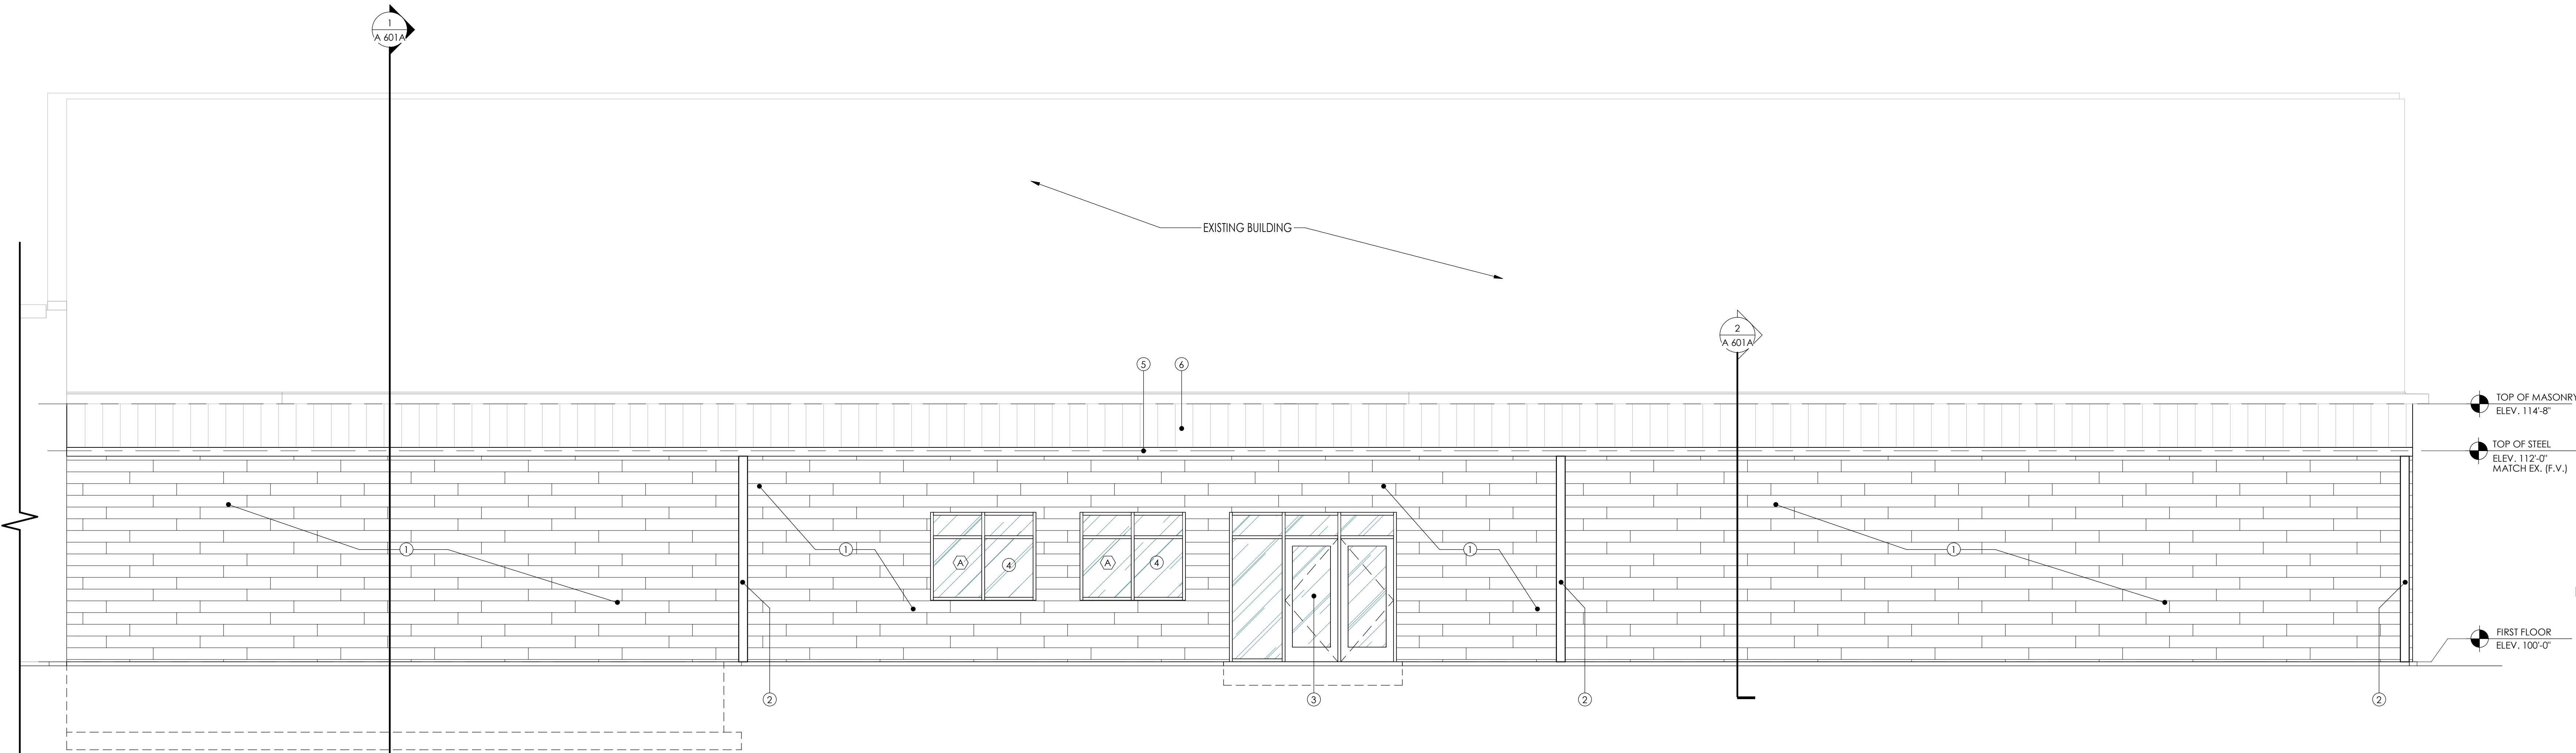 1
A 601A
EXISTING BUILDING
2
A 601A
5
6
TOP OF MASONRY
ELEV. 114'-8"
TOP OF STEEL
ELEV. 112'-0"
MATCH EX. (F.V.)
1
1
1
1
A
4
A
4
FIRST FLOOR
ELEV. 100'-0"
2
3
2
2